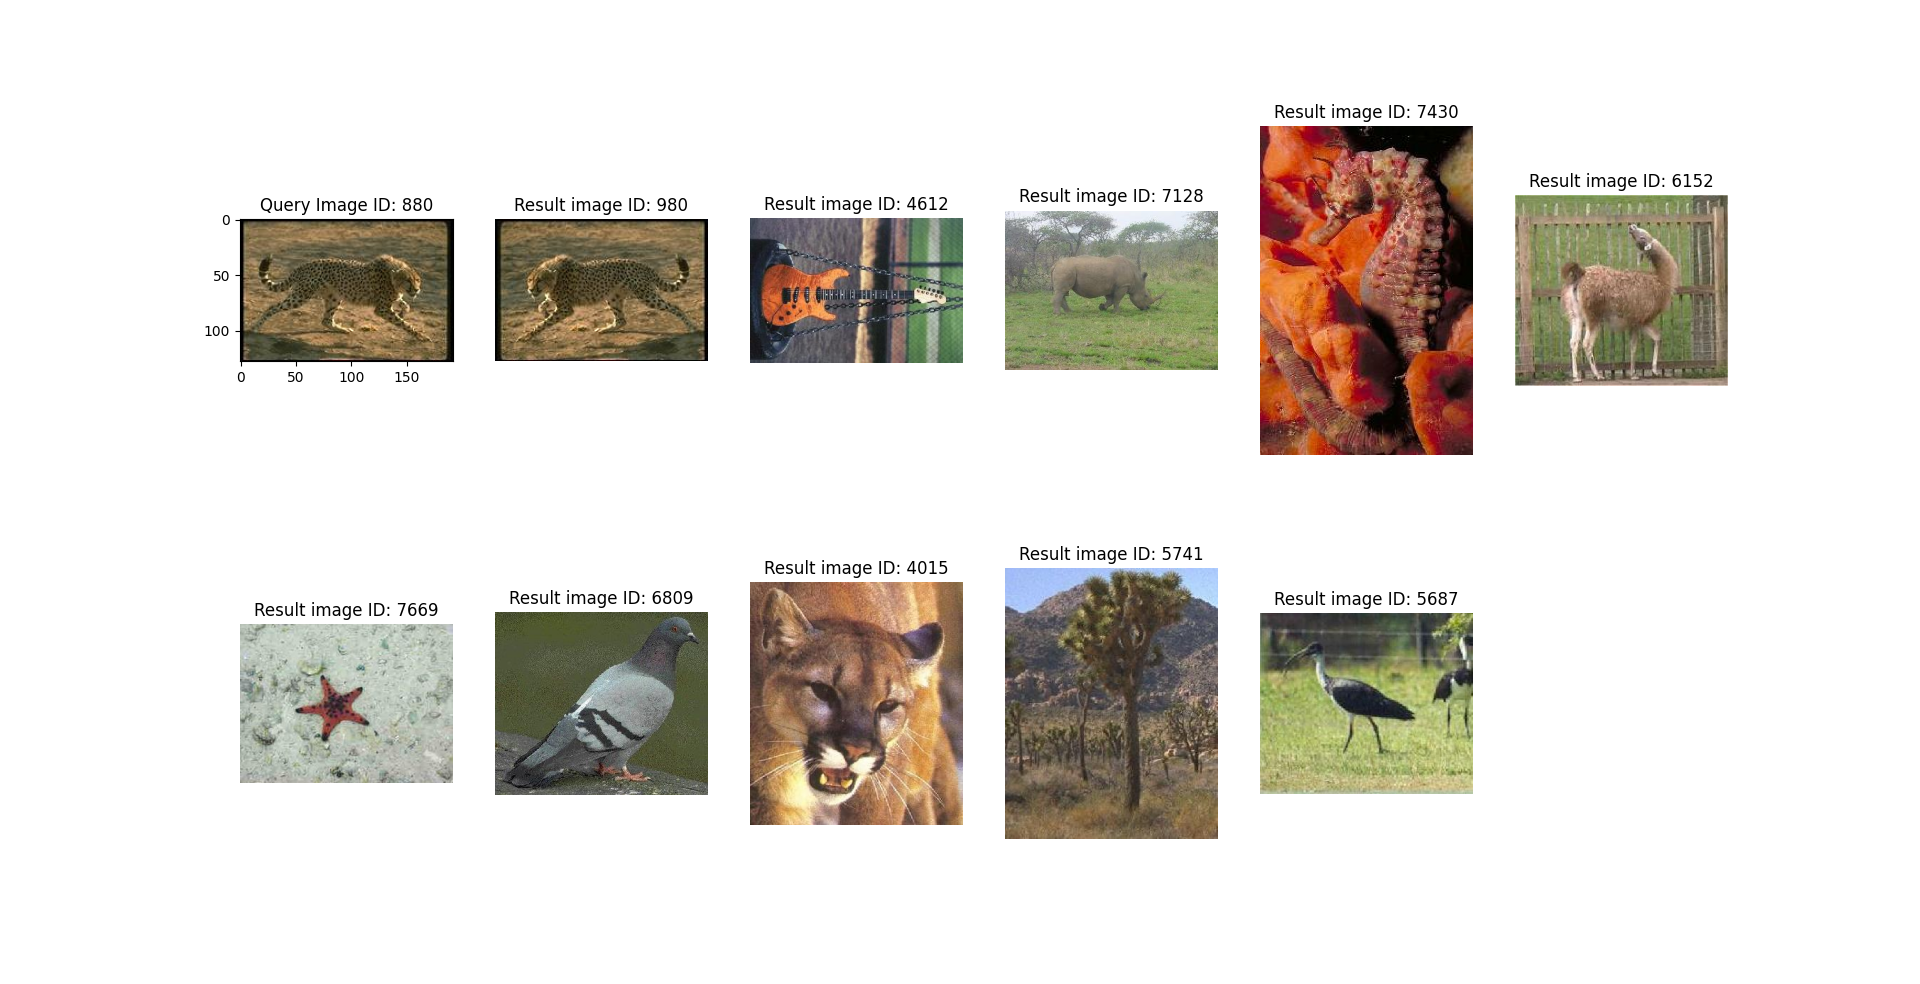 Query Image ID: 880
Result image ID: 980
Result image ID: 4612
Result image ID: 7128
Result image ID: 7430
Result image ID: 6152
0
50
100
0
50
100
150
Result image ID: 7669
Result image ID: 6809
Result image ID: 4015
Result image ID: 5741
Result image ID: 5687